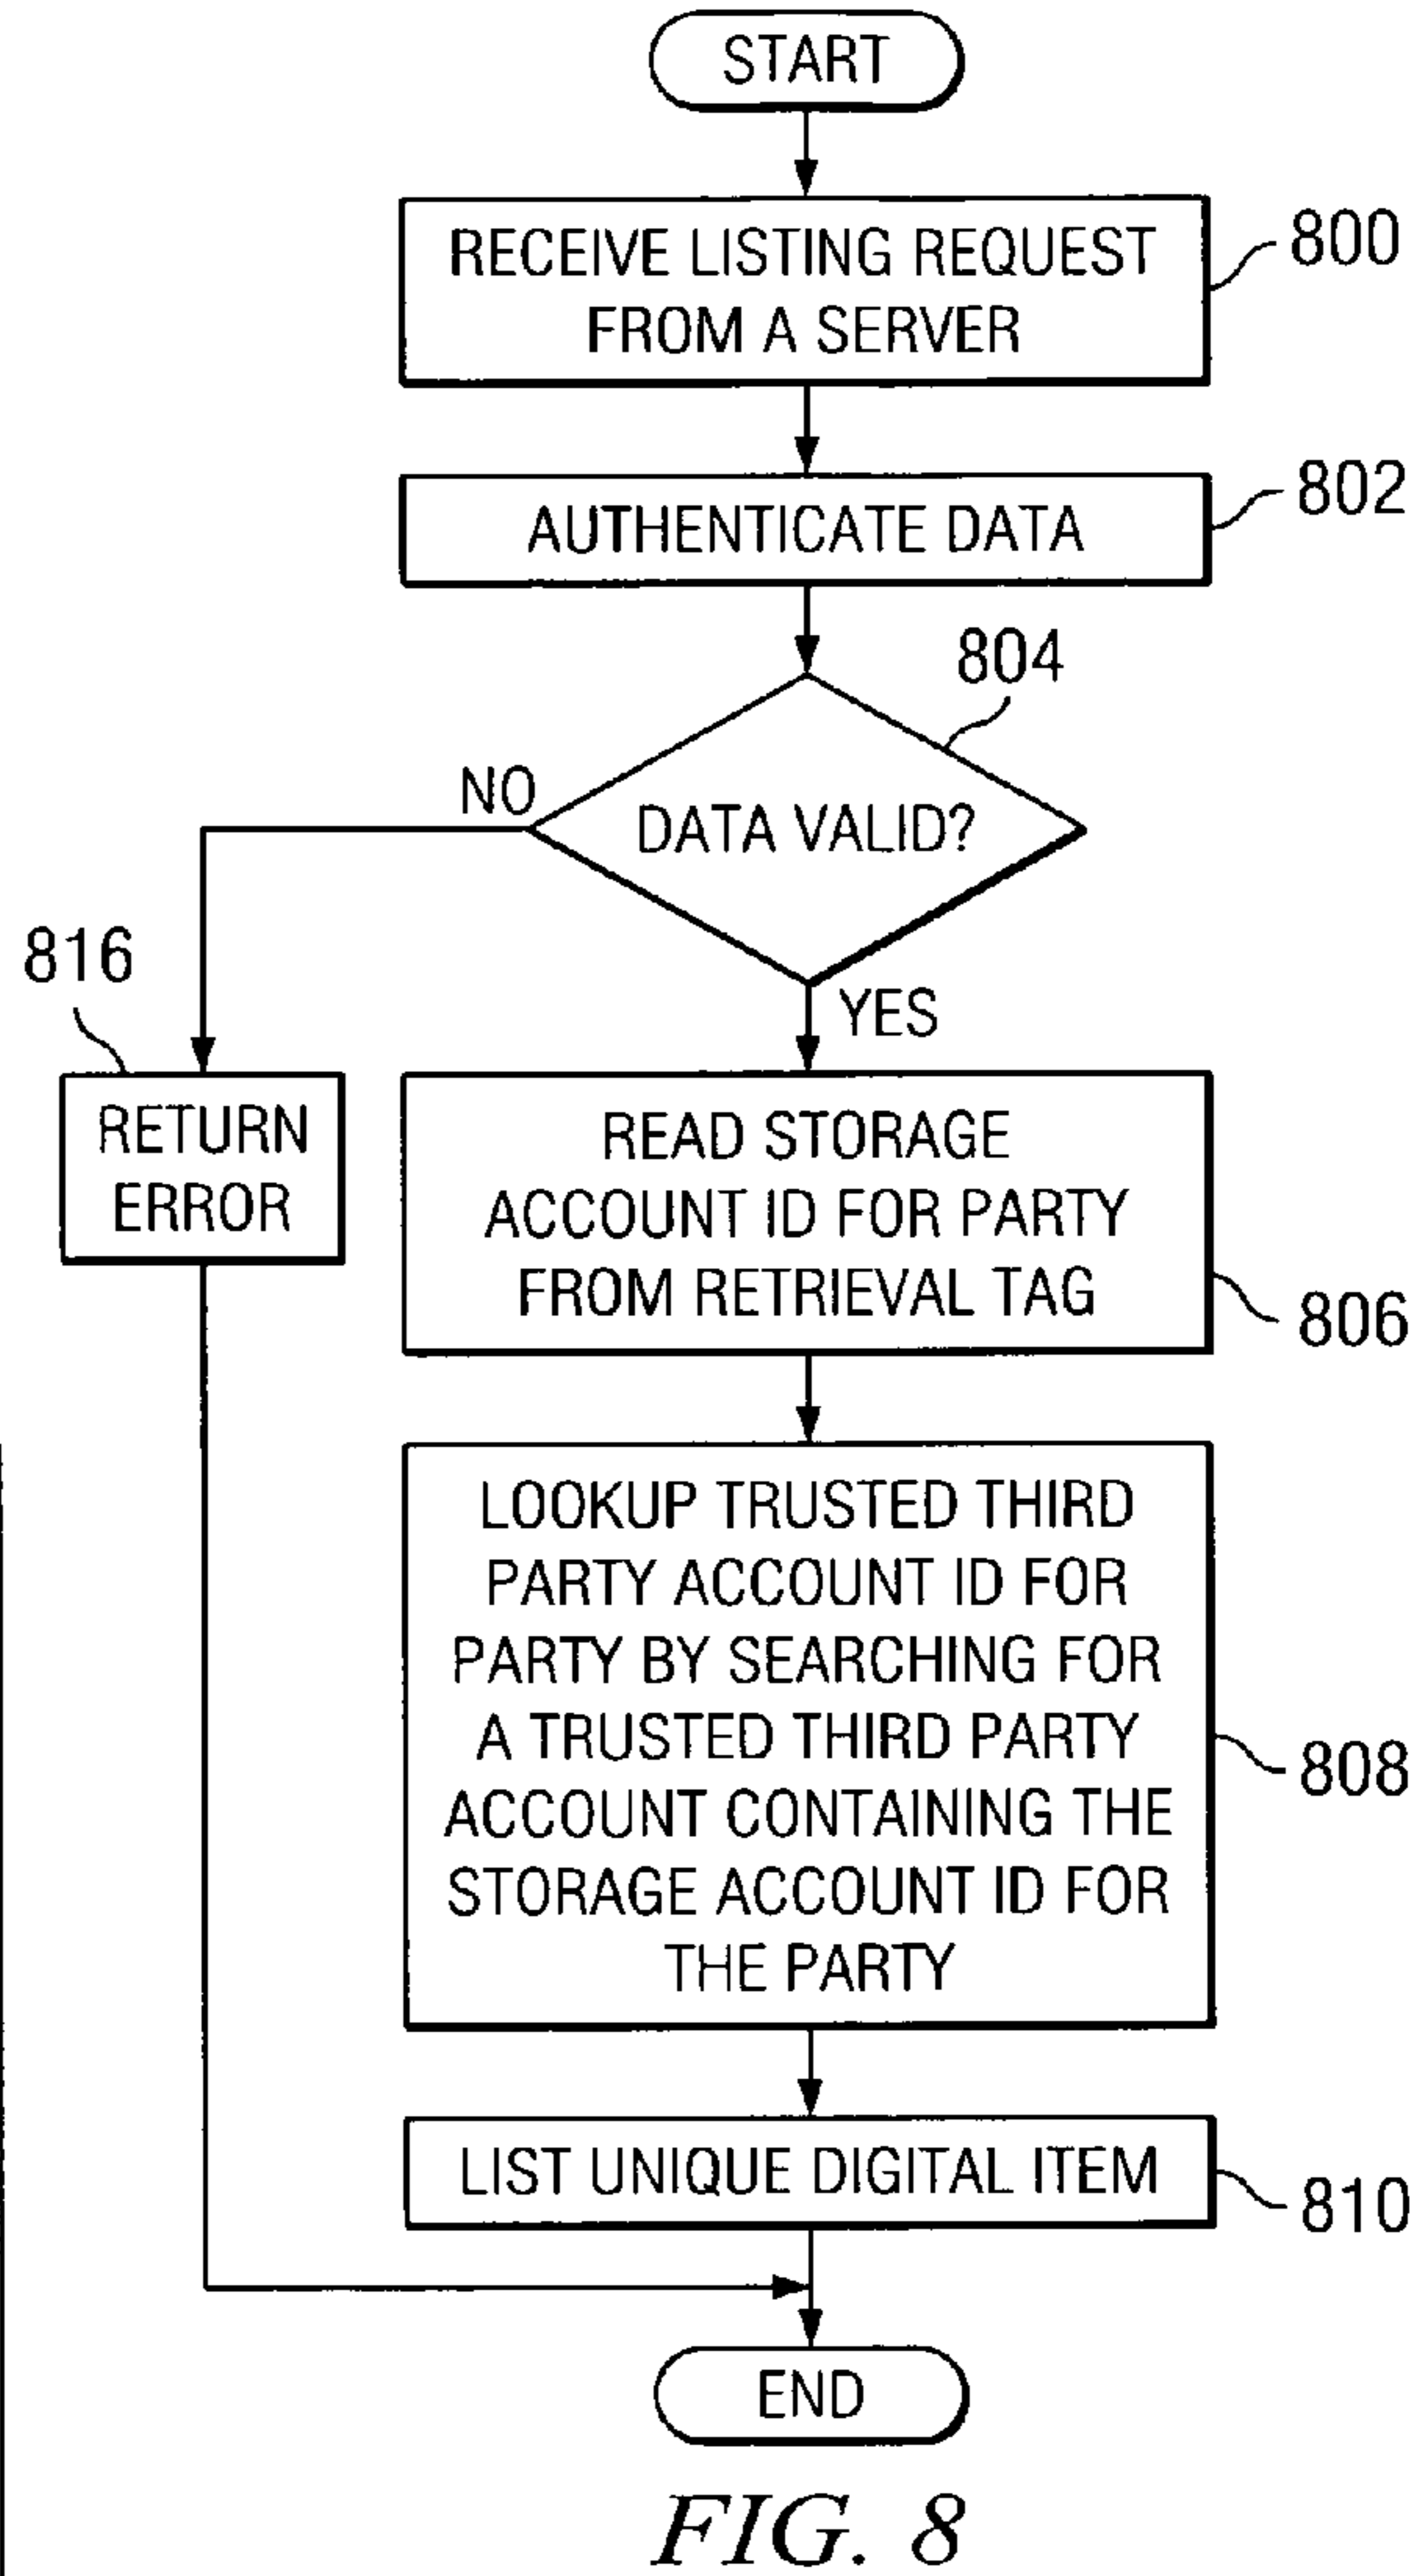 START
RECEIVE LISTING REQUEST
FROM A SERVER
800
AUTHENTICATE DATA
802
804
DATA VALID?
NO
YES
816
RETURN
ERROR
READ STORAGE
ACCOUNT ID FOR PARTY
FROM RETRIEVAL TAG
806
LOOKUP TRUSTED THIRD
PARTY ACCOUNT ID FOR
PARTY BY SEARCHING FOR
A TRUSTED THIRD PARTY
ACCOUNT CONTAINING THE
STORAGE ACCOUNT ID FOR
THE PARTY
808
LIST UNIQUE DIGITAL ITEM
810
END
FIG. 8